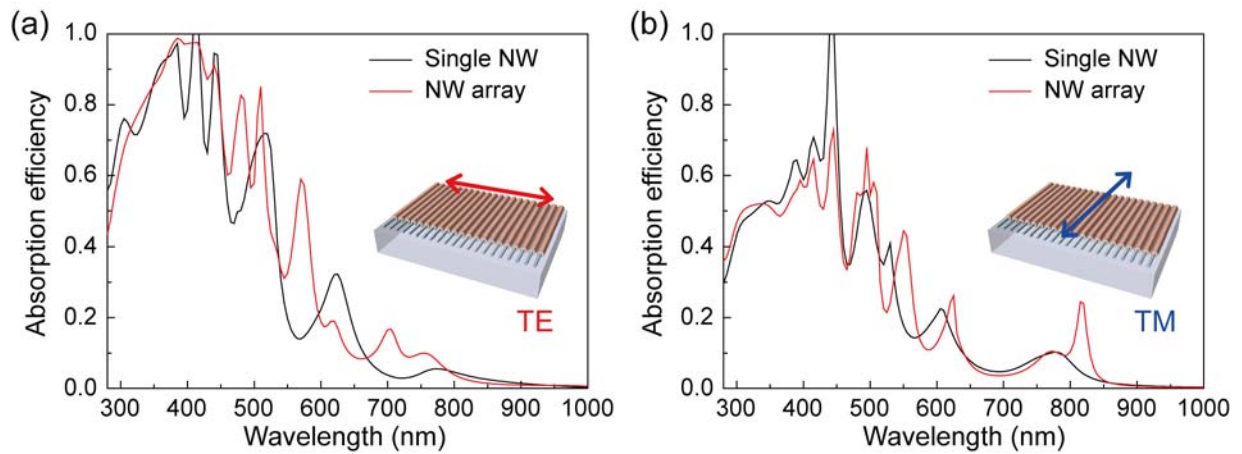 (a)
Absorption efficiency
1.0
0.8
0.6
0.4
0.2
0.0
300 400 500 600 700 800 900 1000
Wavelength (nm)
Single NW
NW array
TE
(b)
Absorption efficiency
1.0
0.8
0.6
0.4
0.2
0.0
300 400 500 600 700 800 900 1000
Wavelength (nm)
Single NW
NW array
TM